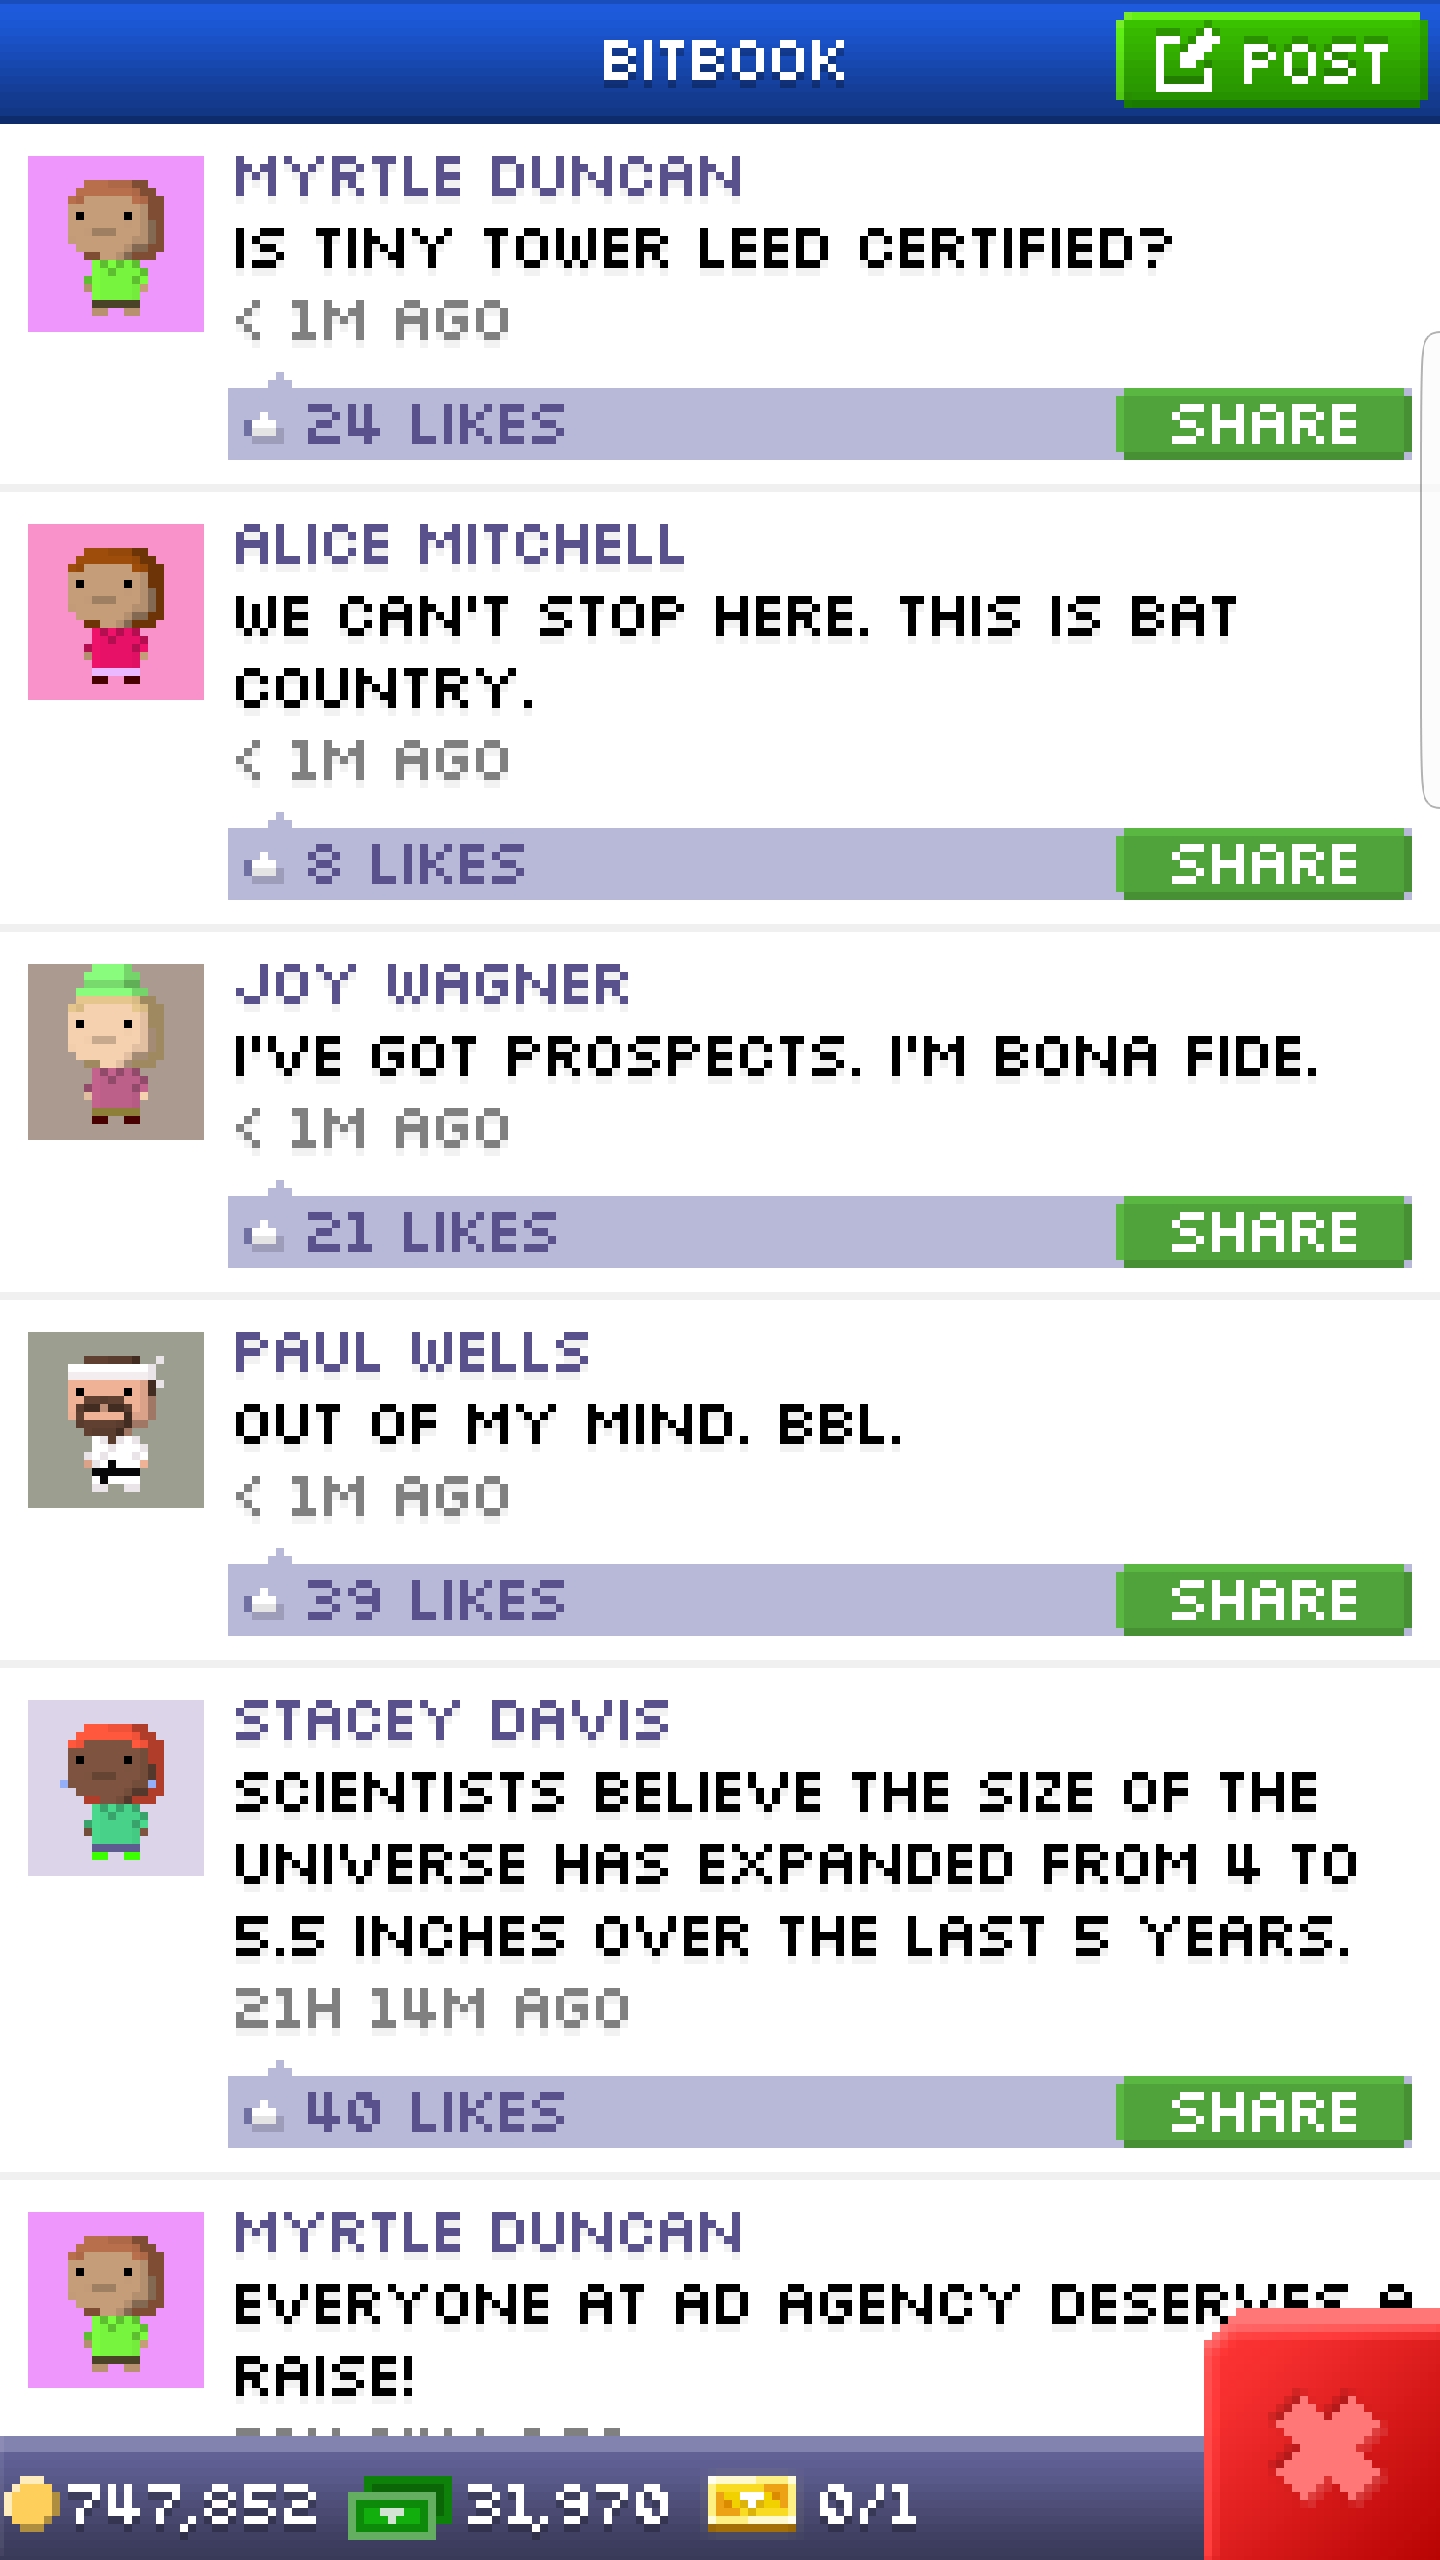 BITBOOK
POST
MYRTLE DUNCAN
IS TINY TOWER LEED CERTIFIED?
< 1M AGO
24 LIKES
SHARE
ALICE MITCHELL
WE CAN'T STOP HERE. THIS IS BAT
COUNTRY.
< 1M AGO
8 LIKES
SHARE
JOY WAGNER
I'VE GOT PROSPECTS. I'M BONA FIDE.
< 1M AGO
21 LIKES
SHARE
PAUL WELLS
OUT OF MY MIND. BBL.
< 1M AGO
39 LIKES
SHARE
STACEY DAVIS
SCIENTISTS BELIEVE THE SIZE OF THE
UNIVERSE HAS EXPANDED FROM 4 TO
5.5 INCHES OVER THE LAST 5 YEARS.
21H 14M AGO
40 LIKES
SHARE
MYRTLE DUNCAN
EVERYONE AT AD AGENCY DESERVES A
RAISE!
747,852 31,970 0/1